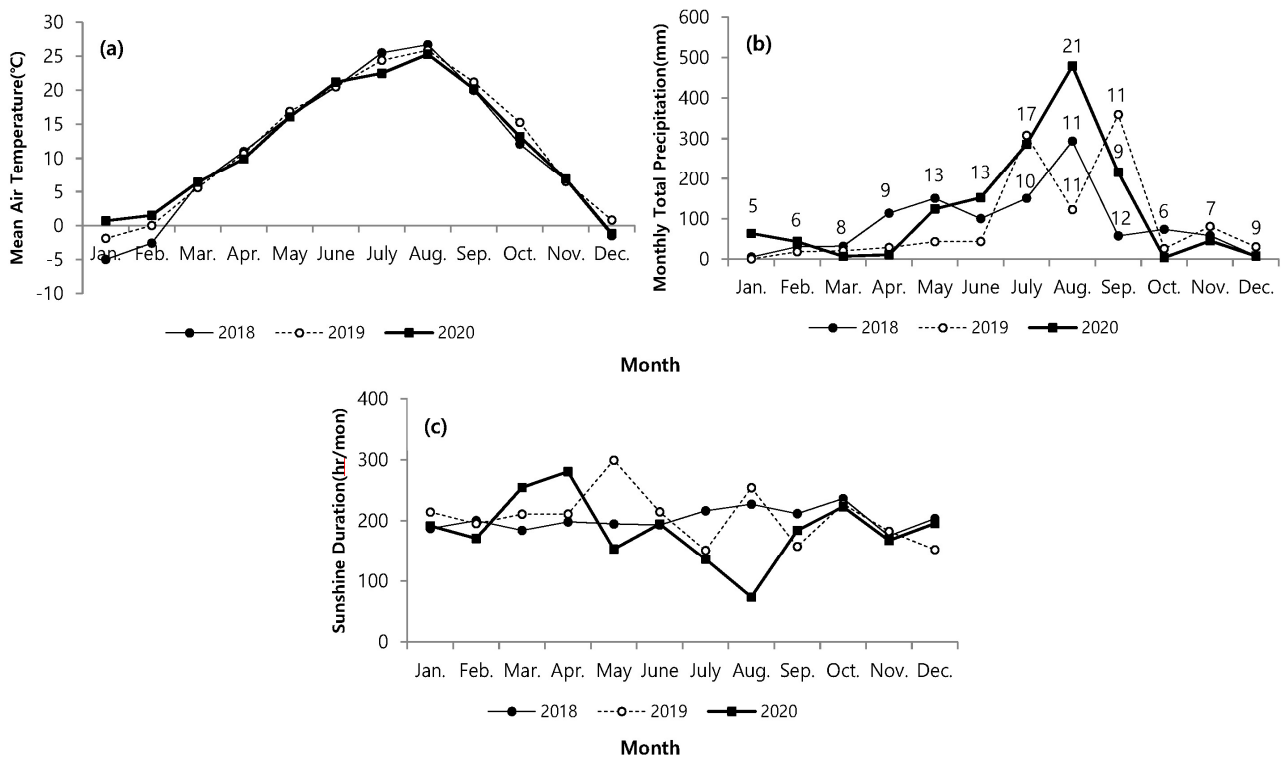 (a)
Mean Air Temperature(℃)
30
25
20
15
10
5
0
-5
-10
Jan. Feb. Mar. Apr. May June July Aug. Sep. Oct. Nov. Dec.
2018 2019 2020
(b)
Monthly Total Precipitation(mm)
600
500
400
300
200
100
0
5 6 8 9 13 13 17 10 21 11 11 11 9 12 6 7 9
Jan. Feb. Mar. Apr. May June July Aug. Sep. Oct. Nov. Dec.
2018 2019 2020
Month
(c)
Sunshine Duration(hr/mon)
400
300
200
100
0
Jan. Feb. Mar. Apr. May June July Aug. Sep. Oct. Nov. Dec.
2018 2019 2020
Month